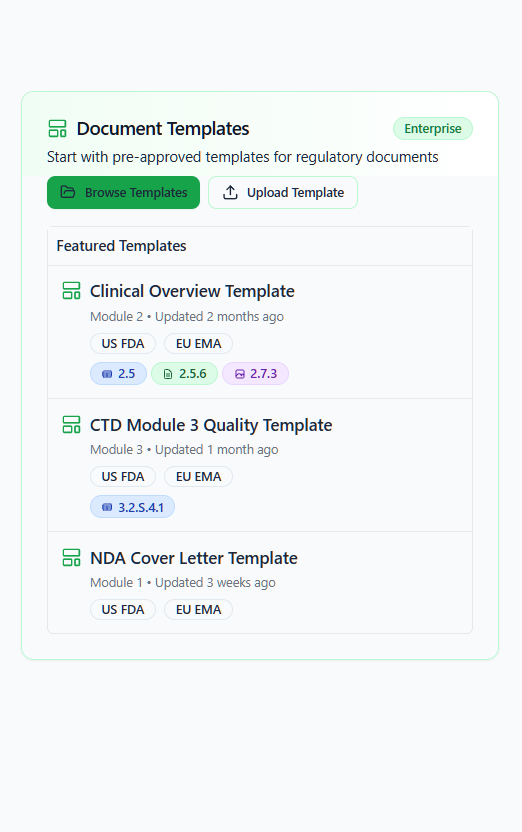 Document Templates
Enterprise
Start with pre-approved templates for regulatory documents
Browse Templates
Upload Template
Featured Templates
Clinical Overview Template
Module 2 • Updated 2 months ago
US FDA
EU EMA
2.5
2.5.6
2.7.3
CTD Module 3 Quality Template
Module 3 • Updated 1 month ago
US FDA
EU EMA
3.2.S.4.1
NDA Cover Letter Template
Module 1 • Updated 3 weeks ago
US FDA
EU EMA